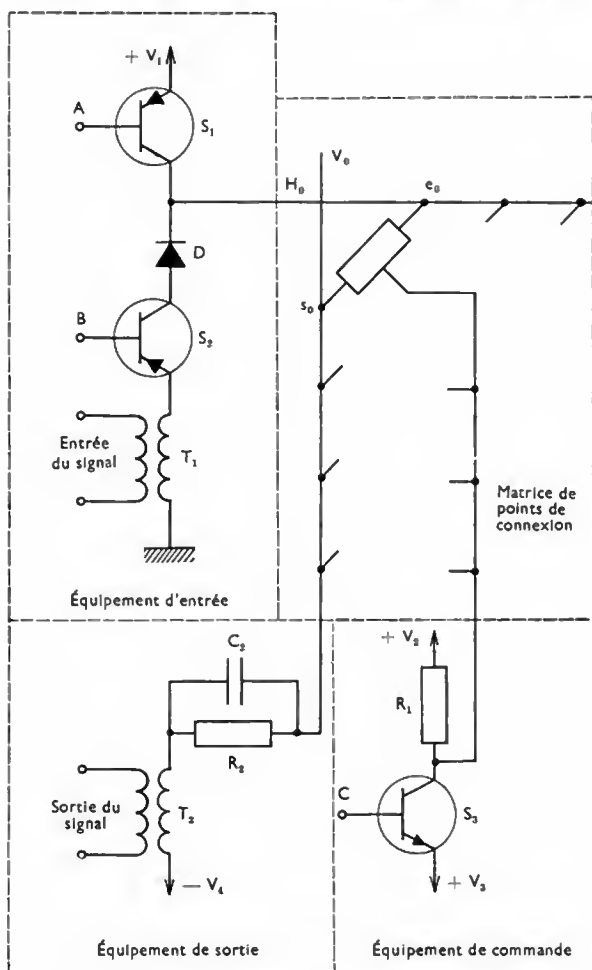 + V₁
A
S₁
V₀
H₀
e₀
D
s₀
B
S₂
Entrée
du signal
T₁
Matrice de
points de
connexion
Équipement d'entrée
C₂
+ V₂
R₁
R₂
C
S₃
Sortie du
signal
T₂
− V₄
+ V₃
Équipement de sortie
Équipement de commande